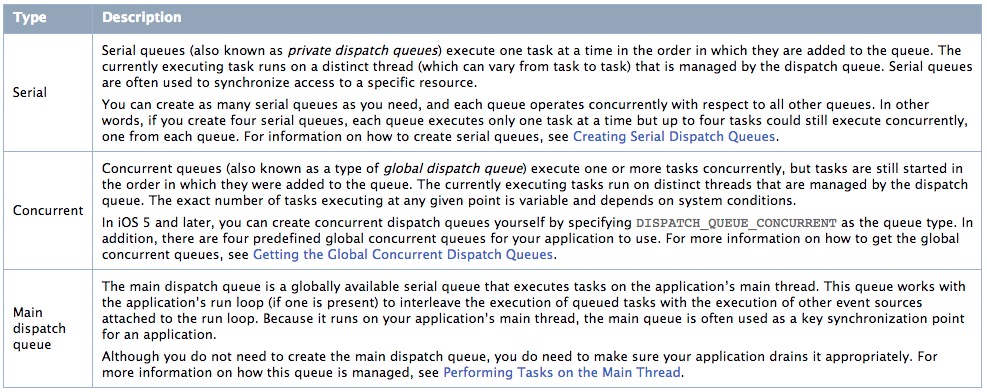 Type Description
Serial
Serial queues (also known as private dispatch queues) execute one task at a time in the order in which they are added to the queue. The
currently executing task runs on a distinct thread (which can vary from task to task) that is managed by the dispatch queue. Serial queues
are often used to synchronize access to a specific resource.
You can create as many serial queues as you need, and each queue operates concurrently with respect to all other queues. In other
words, if you create four serial queues, each queue executes only one task at a time but up to four tasks could still execute concurrently,
one from each queue. For information on how to create serial queues, see Creating Serial Dispatch Queues.
Concurrent
Concurrent queues (also known as a type of global dispatch queue) execute one or more tasks concurrently, but tasks are still started in
the order in which they were added to the queue. The currently executing tasks run on distinct threads that are managed by the dispatch
queue. The exact number of tasks executing at any given point is variable and depends on system conditions.
In iOS 5 and later, you can create concurrent dispatch queues yourself by specifying DISPATCH_QUEUE_CONCURRENT as the queue type. In
addition, there are four predefined global concurrent queues for your application to use. For more information on how to get the global
concurrent queues, see Getting the Global Concurrent Dispatch Queues.
Main
dispatch
queue
The main dispatch queue is a globally available serial queue that executes tasks on the application's main thread. This queue works with
the application's run loop (if one is present) to interleave the execution of queued tasks with the execution of other event sources
attached to the run loop. Because it runs on your application's main thread, the main queue is often used as a key synchronization point
for an application.
Although you do not need to create the main dispatch queue, you do need to make sure your application drains it appropriately. For
more information on how this queue is managed, see Performing Tasks on the Main Thread.